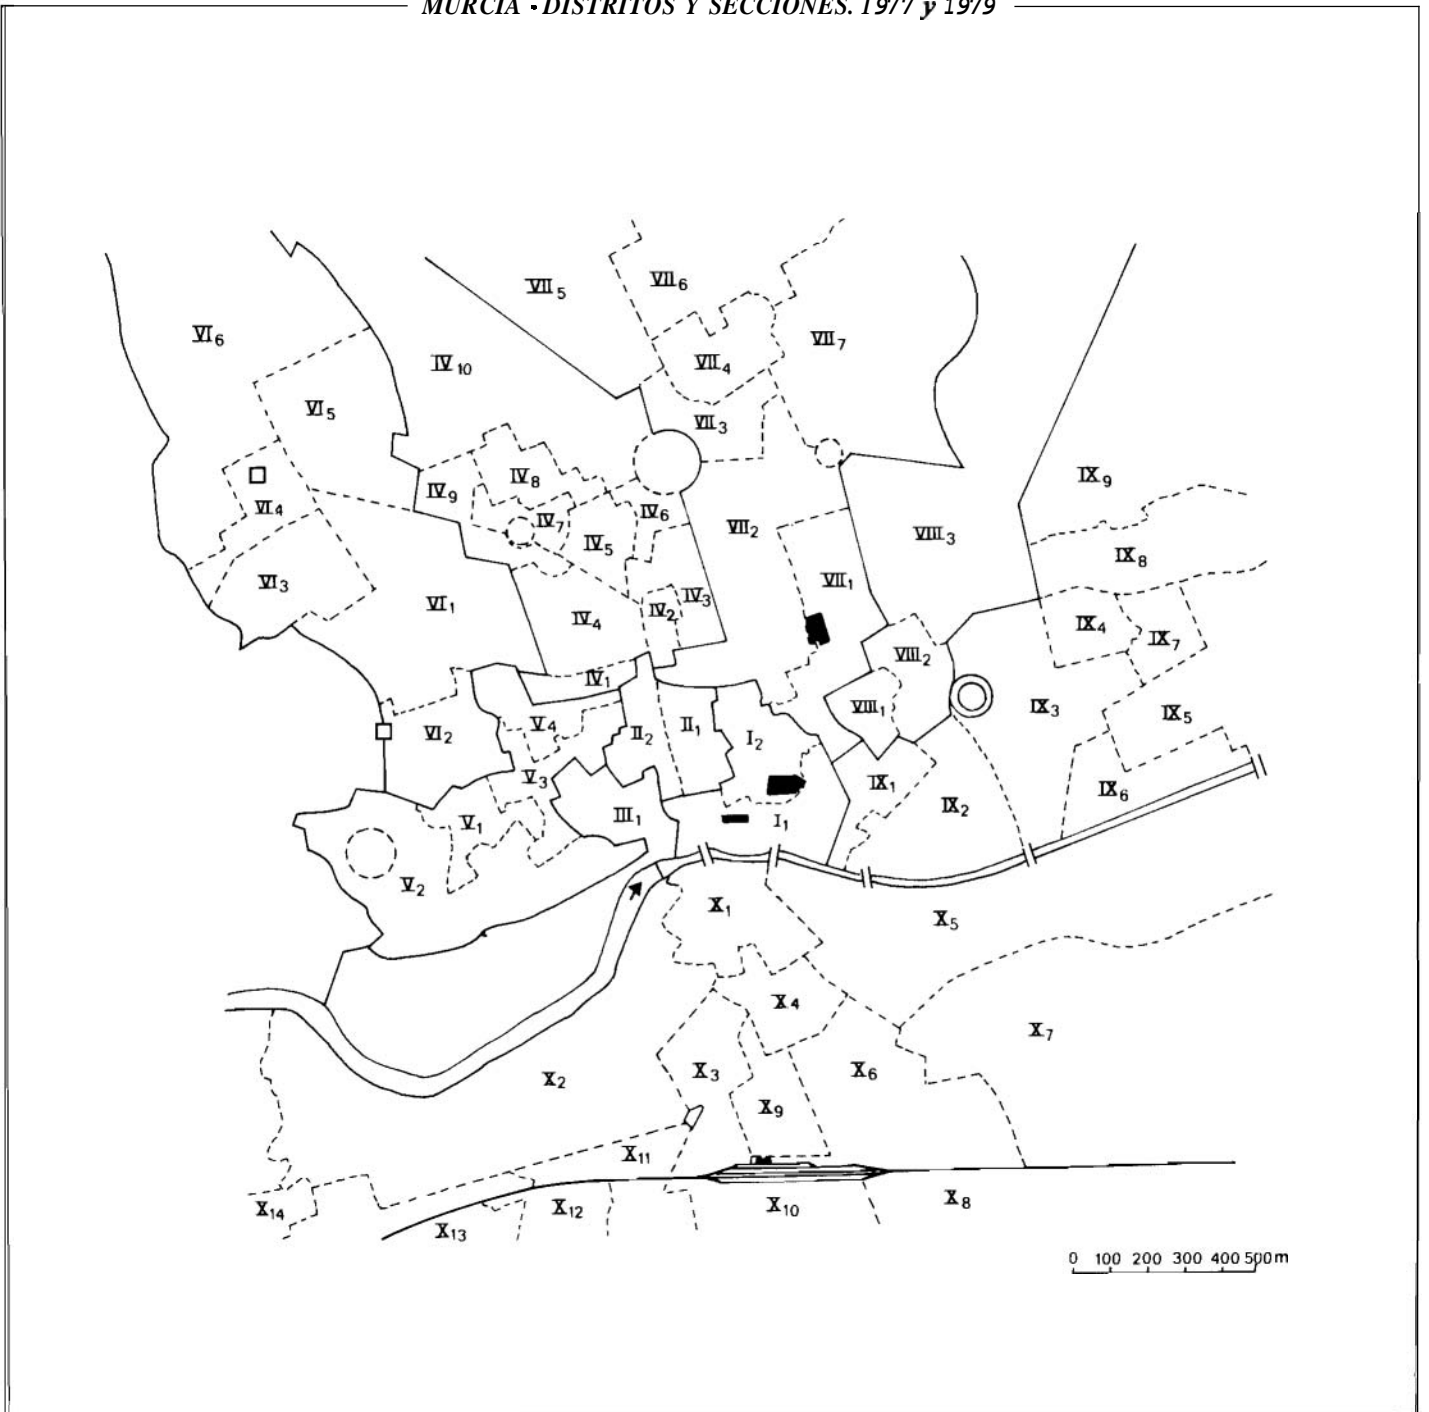 MURCIA - DISTRITOS Y SECCIONES. 1977 y 1979
VII5
VII6
VI6
VII7
IV10
VII4
VI5
VII3
IV9
IV8
IX9
VI4
IV7
IV6
IV5
VII2
VIII3
IX8
VI3
VI1
IV4
IV2
IV3
VII1
IX4
IX7
VIII2
IV1
VIII1
IX3
IX5
VI2
V4
II2
II1
I2
V3
IX1
IX2
IX6
V1
III1
I1
V2
X1
X5
X4
X7
X2
X3
X6
X9
X11
X14
X13
X12
X10
X8
0 100 200 300 400 500m